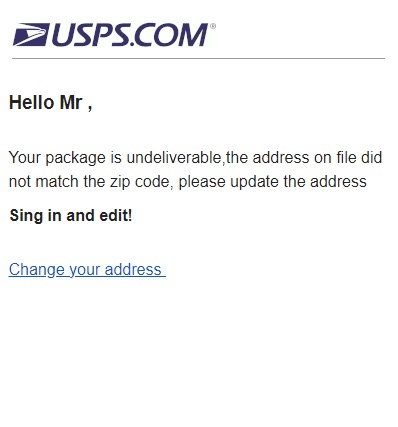 USPS.COM®
Hello Mr ,
Your package is undeliverable,the address on file did
not match the zip code, please update the address
Sing in and edit!
Change your address